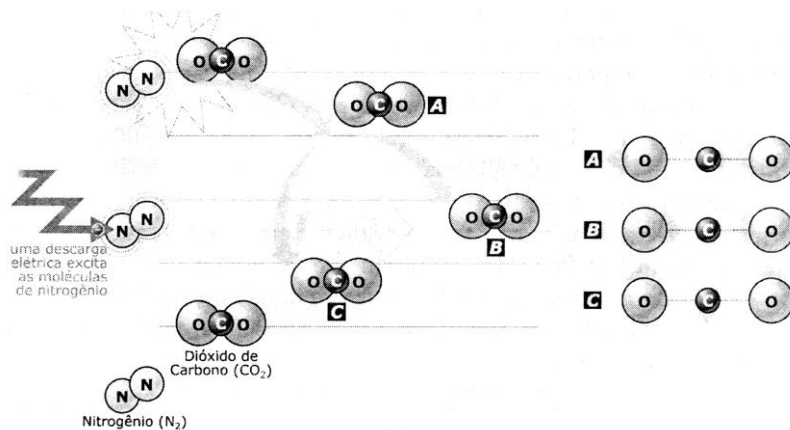 O C O
N N
O C O A
A O C O
N N
O C O
B
B O C O
uma descarga
elétrica excita
as moléculas
de nitrogênio
O C O
C
C O C O
O C O
Dióxido de
Carbono (CO₂)
N N
Nitrogênio (N₂)